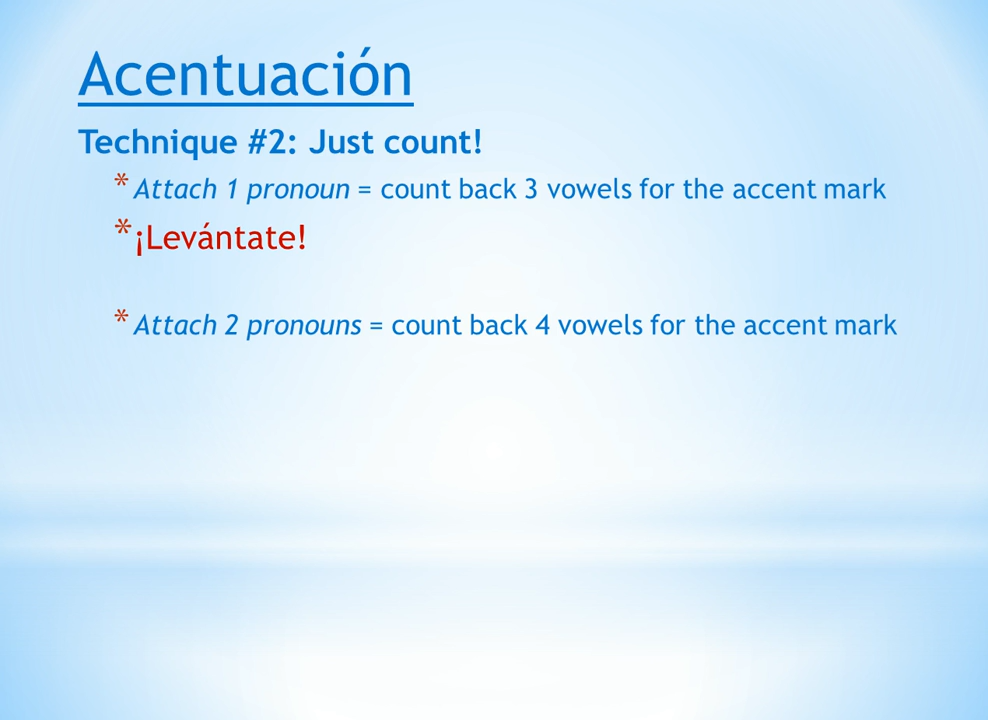 Acentuación
Technique #2: Just count!
* Attach 1 pronoun = count back 3 vowels for the accent mark
* ¡Levántate!
* Attach 2 pronouns = count back 4 vowels for the accent mark